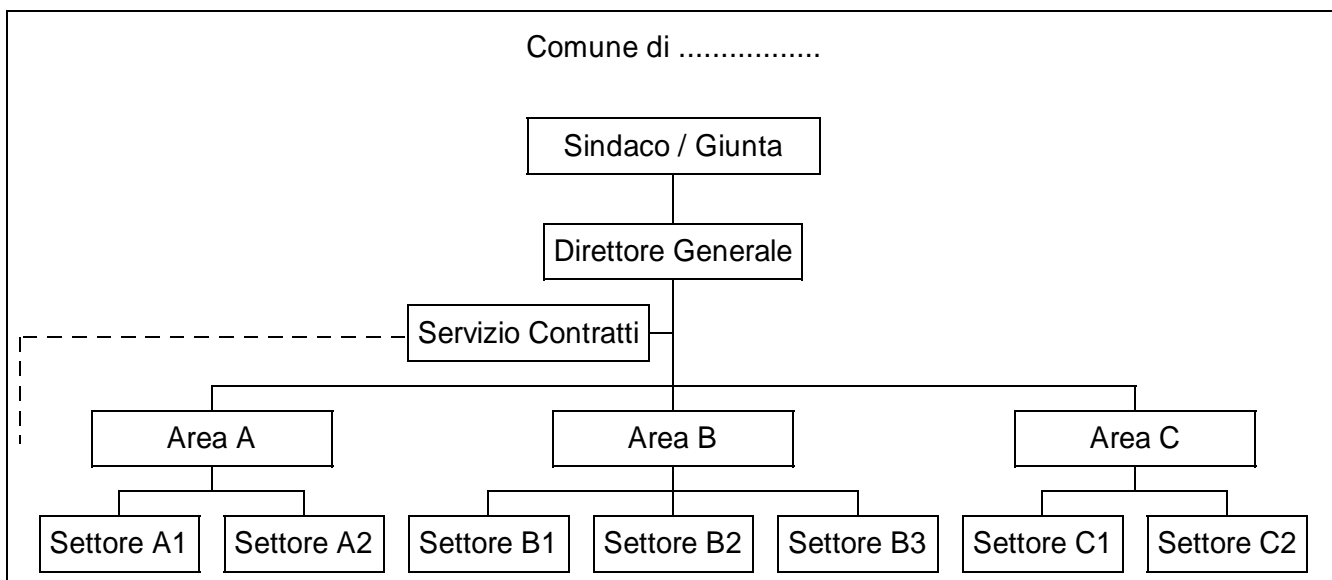 Comune di .................
Sindaco / Giunta
Direttore Generale
Servizio Contratti
Area A
Area B
Area C
Settore A1
Settore A2
Settore B1
Settore B2
Settore B3
Settore C1
Settore C2